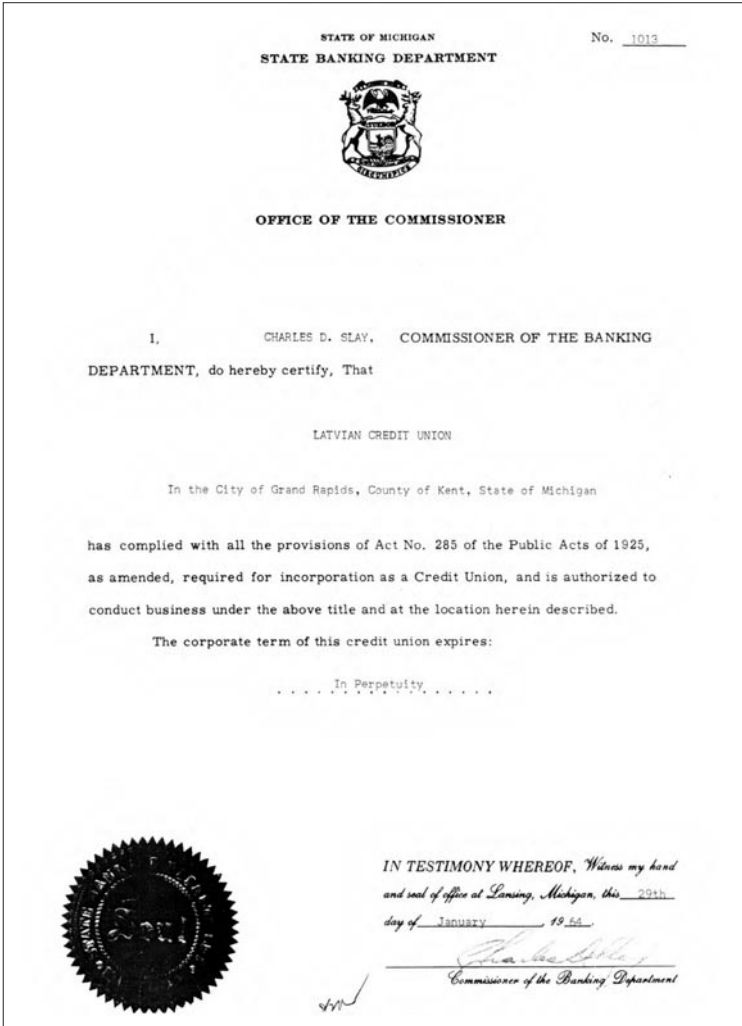 STATE OF MICHIGAN
No. 1013
STATE BANKING DEPARTMENT
TUEBOR
CIRCUMSPICE
OFFICE OF THE COMMISSIONER
I, CHARLES D. SLAY, COMMISSIONER OF THE BANKING
DEPARTMENT, do hereby certify, That
LATVIAN CREDIT UNION
In the City of Grand Rapids, County of Kent, State of Michigan
has complied with all the provisions of Act No. 285 of the Public Acts of 1925,
as amended, required for incorporation as a Credit Union, and is authorized to
conduct business under the above title and at the location herein described.
The corporate term of this credit union expires:
In Perpetuity
Seal
IN TESTIMONY WHEREOF, Witness my hand
and seal of office at Lansing, Michigan, this 29th
day of January, 1964.
Commissioner of the Banking Department